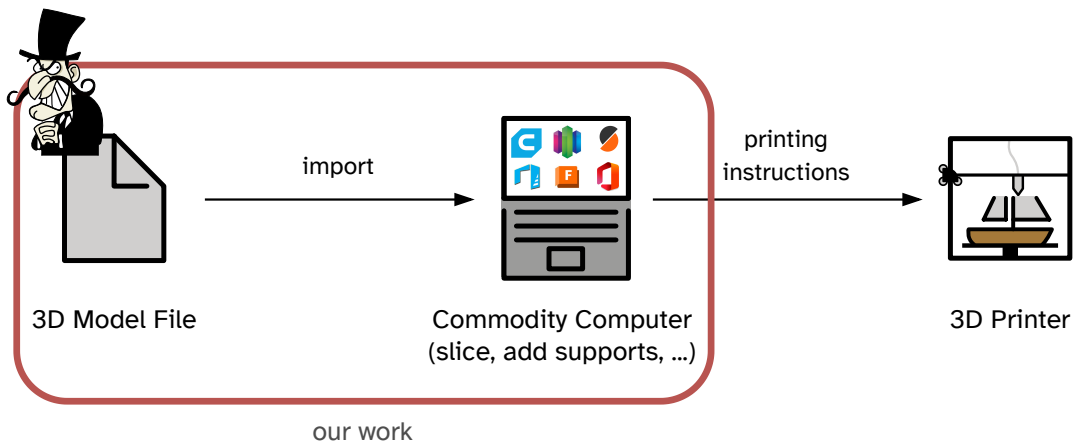 import
printing
instructions
F
3D Model File
Commodity Computer
(slice, add supports, ...)
3D Printer
our work